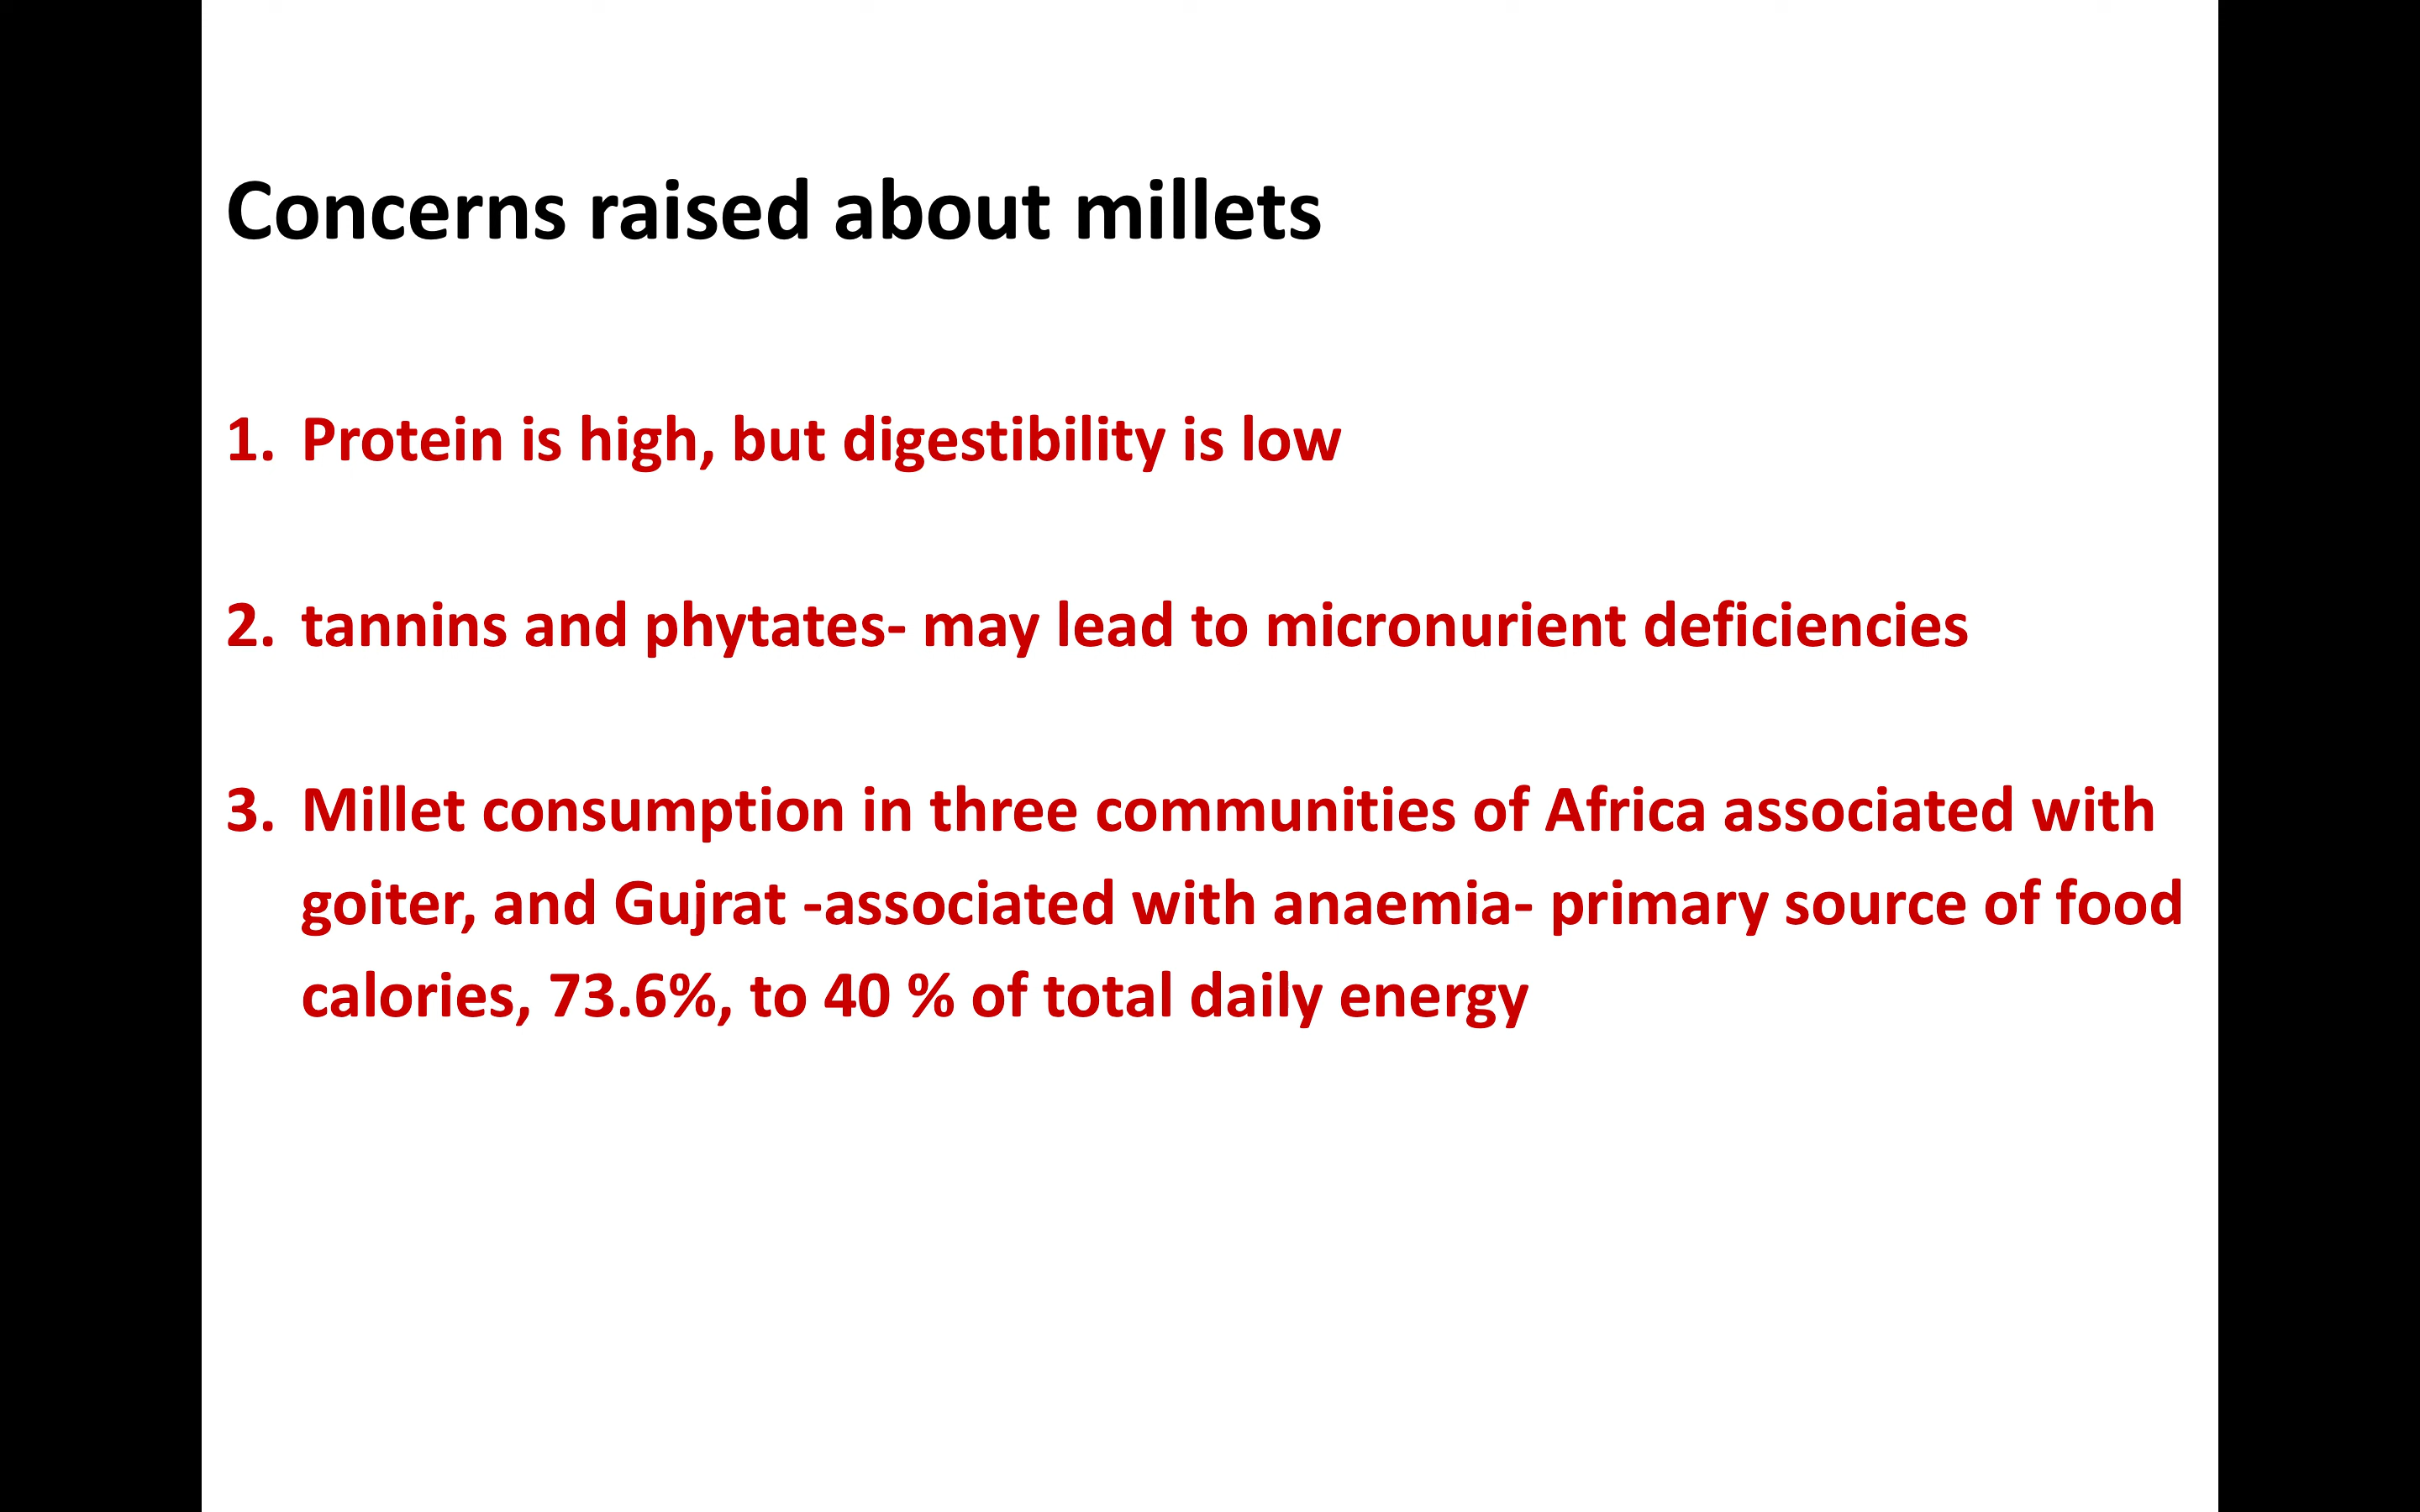 Concerns raised about millets
1. Protein is high, but digestibility is low
2. tannins and phytates- may lead to micronurient deficiencies
3. Millet consumption in three communities of Africa associated with
goiter, and Gujrat -associated with anaemia- primary source of food
calories, 73.6%, to 40 % of total daily energy